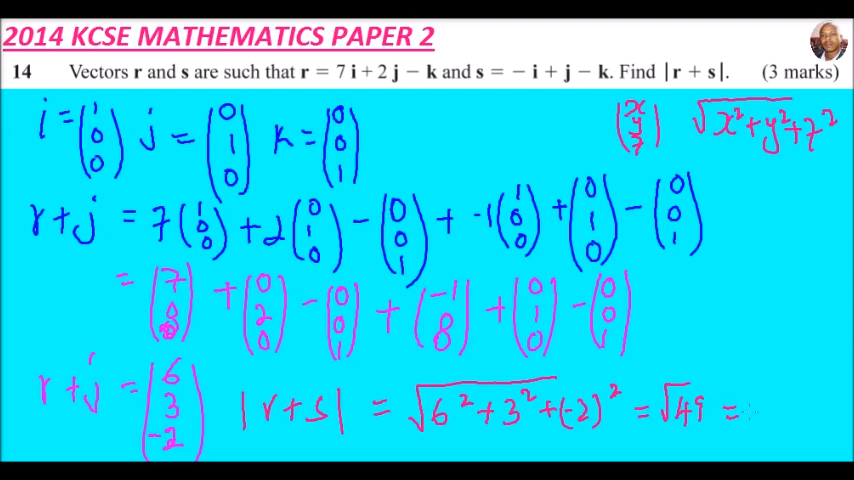 2014 KCSE MATHEMATICS PAPER 2
14 Vectors r and s are such that r = 7 i + 2 j − k and s = − i + j − k. Find |r + s|. (3 marks)
i = (1 0 0) j = (0 1 0) k = (0 0 1) (x y z) √x²+y²+z²
r + j = 7(1 0 0) + 2(0 1 0) − (0 0 1) + -1(1 0 0) + (0 1 0) − (0 0 1)
= (7 0 0) + (0 2 0) − (0 0 1) + (−1 8) + (0 1 0) − (0 0 1)
r + j = (6 3 −2) |r+s| = √6²+3²+(-2)² = √49 =